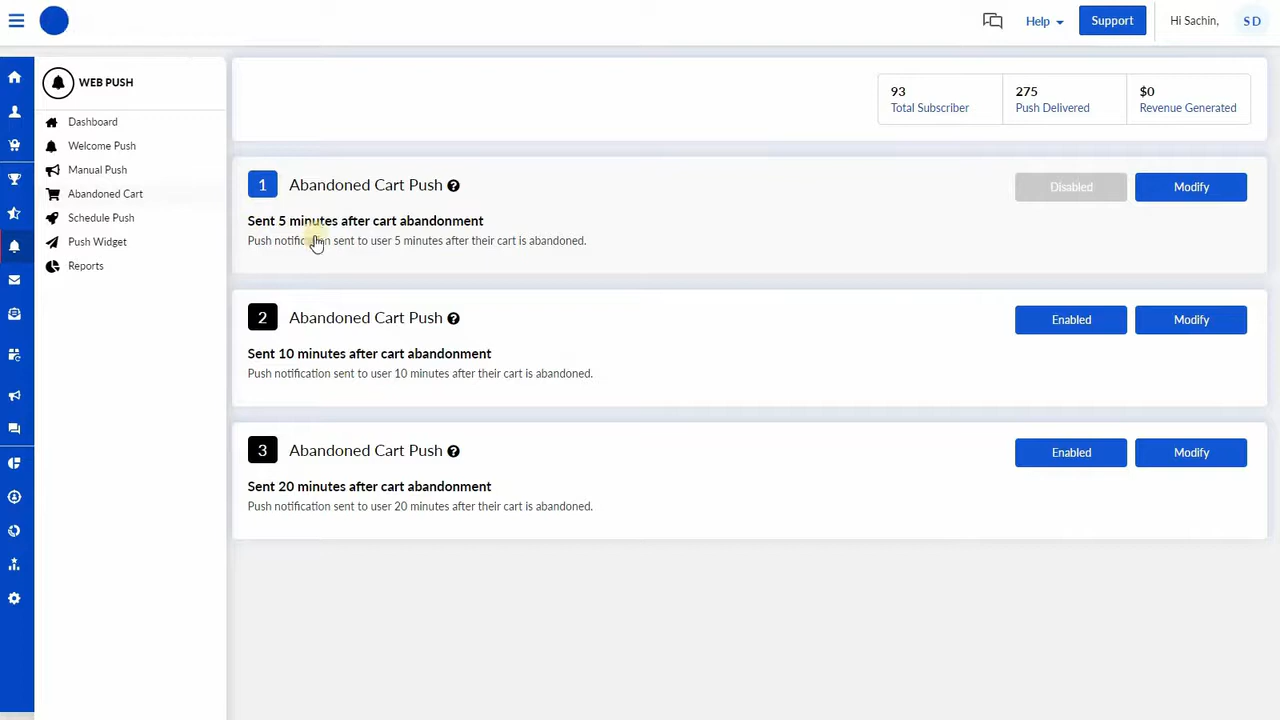 Help
Support
Hi Sachin,
S D
WEB PUSH
Dashboard
Welcome Push
Manual Push
Abandoned Cart
Schedule Push
Push Widget
Reports
93
Total Subscriber
275
Push Delivered
$0
Revenue Generated
1 Abandoned Cart Push ?
Disabled
Modify
Sent 5 minutes after cart abandonment
Push notification sent to user 5 minutes after their cart is abandoned.
2 Abandoned Cart Push ?
Enabled
Modify
Sent 10 minutes after cart abandonment
Push notification sent to user 10 minutes after their cart is abandoned.
3 Abandoned Cart Push ?
Enabled
Modify
Sent 20 minutes after cart abandonment
Push notification sent to user 20 minutes after their cart is abandoned.